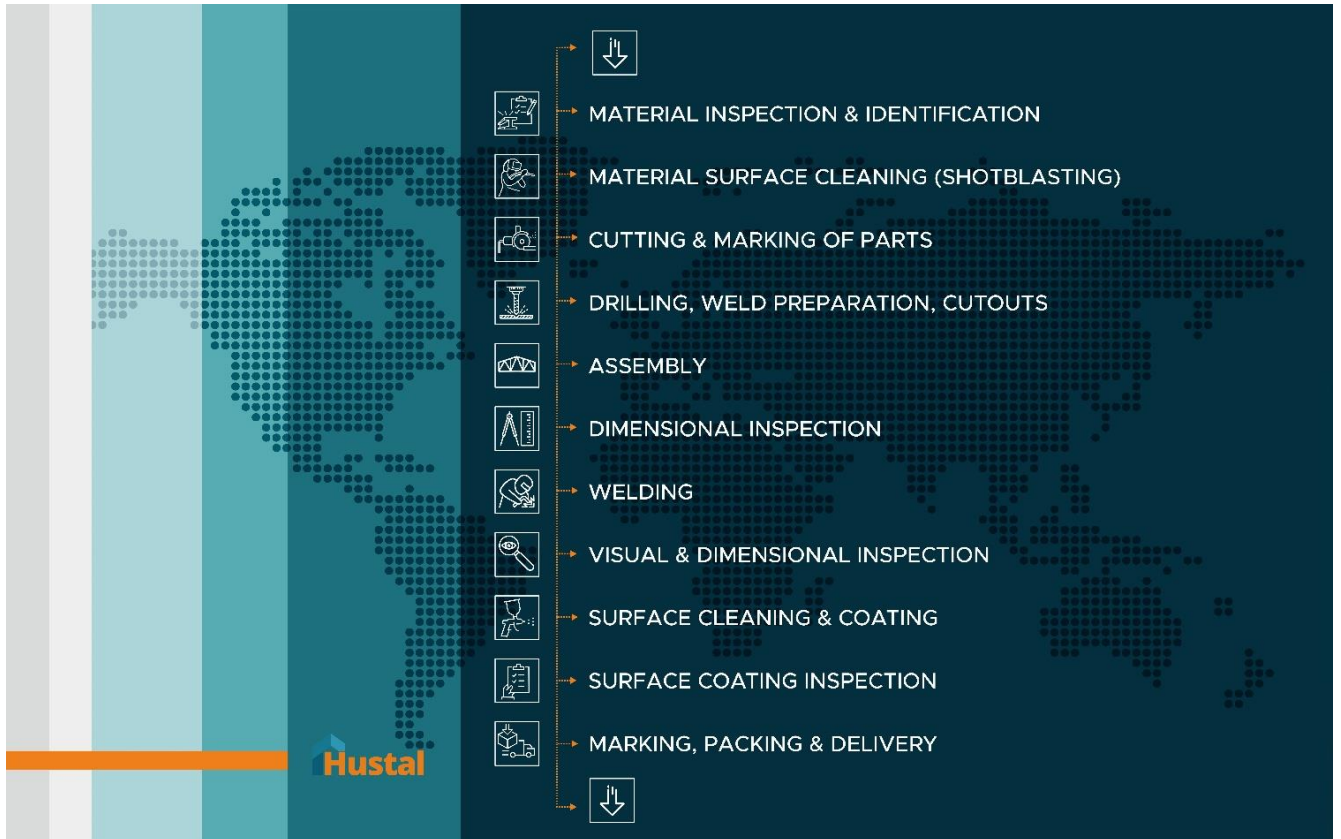 MATERIAL INSPECTION & IDENTIFICATION
MATERIAL SURFACE CLEANING (SHOTBLASTING)
CUTTING & MARKING OF PARTS
DRILLING, WELD PREPARATION, CUTOUTS
ASSEMBLY
DIMENSIONAL INSPECTION
WELDING
VISUAL & DIMENSIONAL INSPECTION
SURFACE CLEANING & COATING
SURFACE COATING INSPECTION
MARKING, PACKING & DELIVERY
Hustal